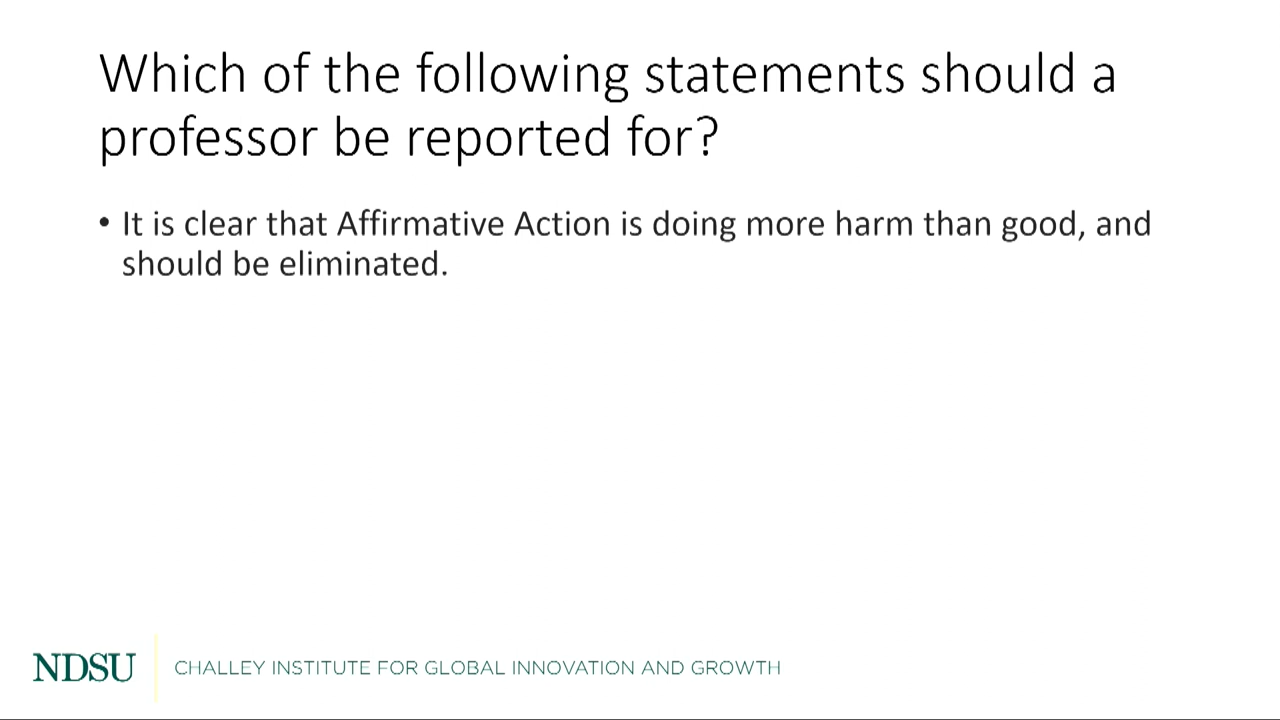 Which of the following statements should a
professor be reported for?
• It is clear that Affirmative Action is doing more harm than good, and
should be eliminated.
NDSU CHALLEY INSTITUTE FOR GLOBAL INNOVATION AND GROWTH